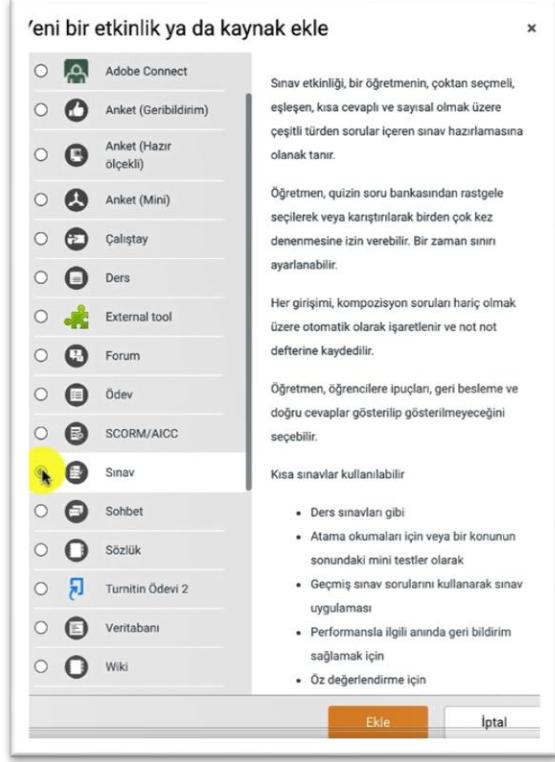 Yeni bir etkinlik ya da kaynak ekle
×
Adobe Connect
Anket (Geribildirim)
Anket (Hazır
ölçekli)
Anket (Mini)
Çalıştay
Ders
External tool
Forum
Ödev
SCORM/AICC
Sınav
Sohbet
Sözlük
Turnitin Ödevi 2
Veritabanı
Wiki
Sınav etkinliği, bir öğretmenin, çoktan seçmeli,
eşleşen, kısa cevaplı ve sayısal olmak üzere
çeşitli türden sorular içeren sınav hazırlamasına
olanak tanır.
Öğretmen, quizin soru bankasından rastgele
seçilerek veya karıştırılarak birden çok kez
denenmesine izin verebilir. Bir zaman sınırı
ayarlanabilir.
Her girişimi, kompozisyon soruları hariç olmak
üzere otomatik olarak işaretlenir ve not not
defterine kaydedilir.
Öğretmen, öğrencilere ipuçları, geri besleme ve
doğru cevaplar gösterilip gösterilmeyeceğini
seçebilir.
Kısa sınavlar kullanılabilir
• Ders sınavları gibi
• Atama okumaları için veya bir konunun
sonundaki mini testler olarak
• Geçmiş sınav sorularını kullanarak sınav
uygulaması
• Performansla ilgili anında geri bildirim
sağlamak için
• Öz değerlendirme için
Ekle
İptal